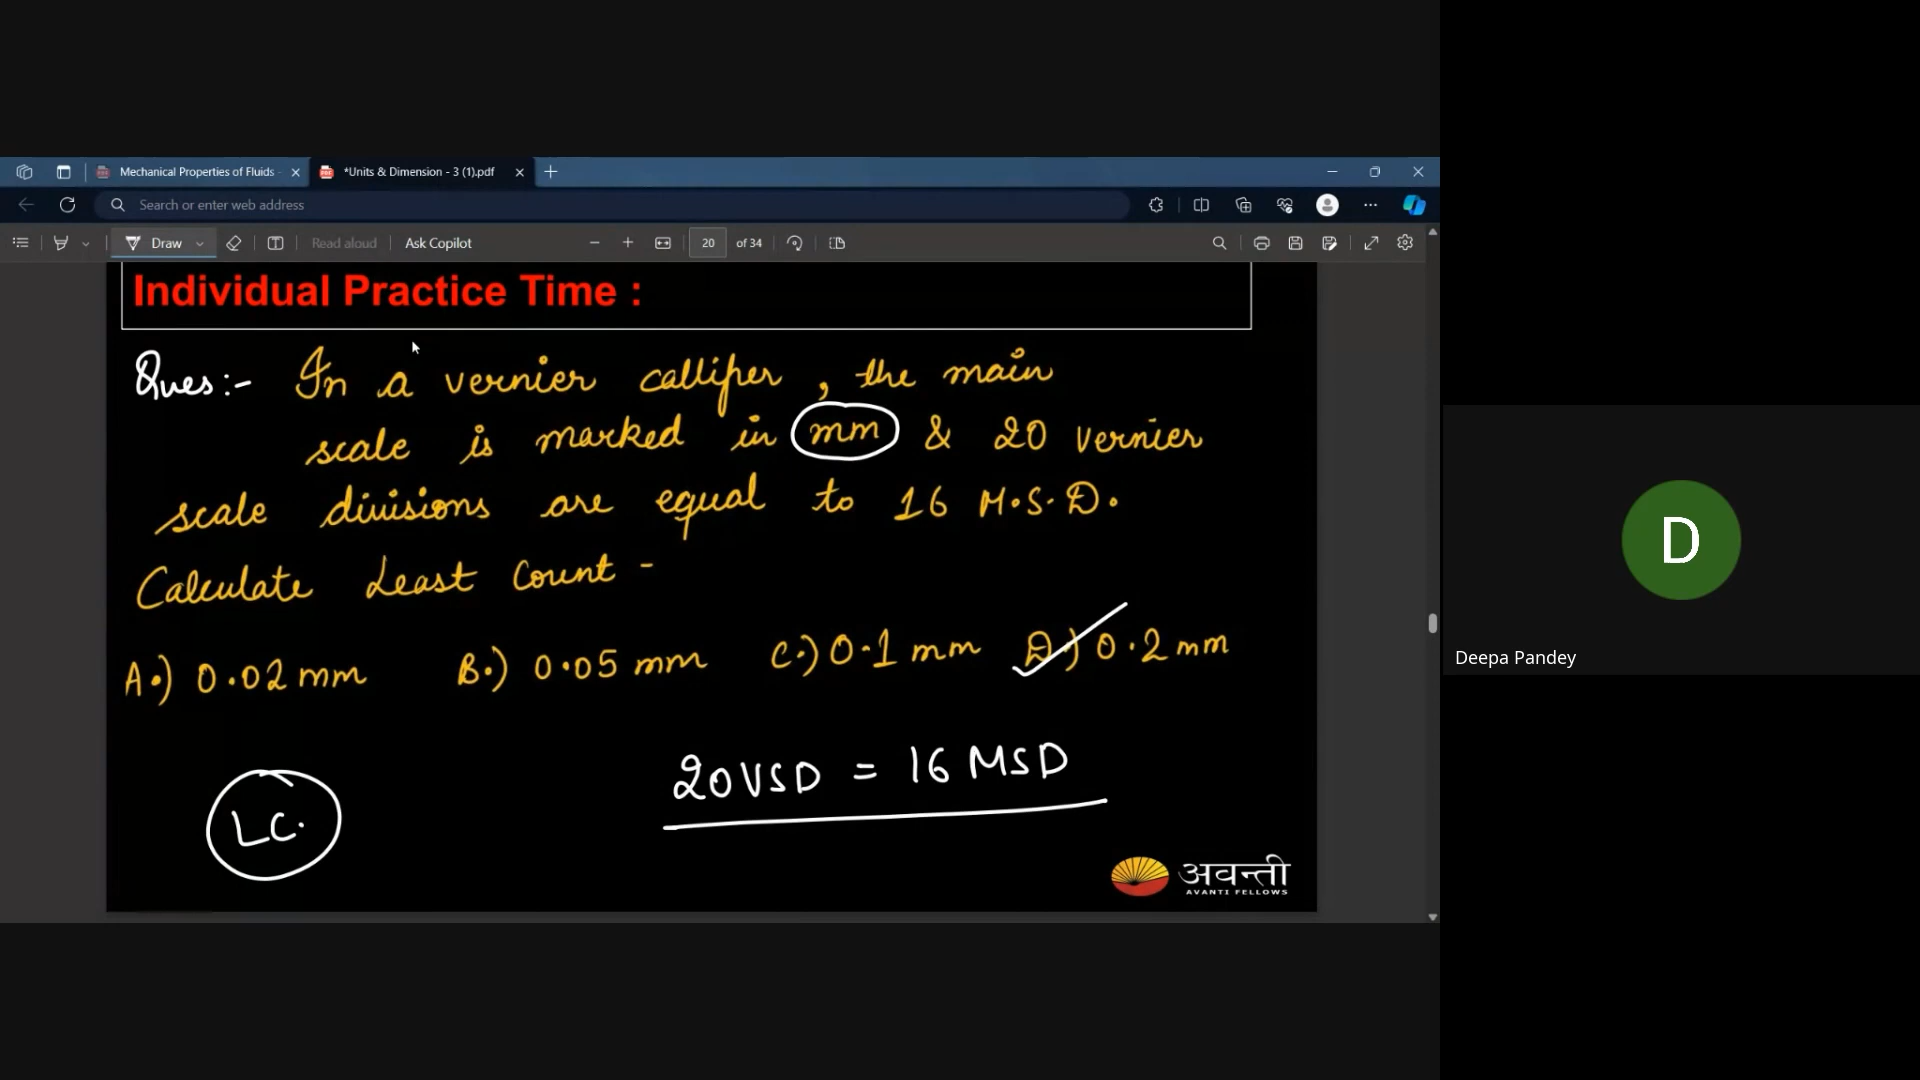 Mechanical Properties of Fluids -
*Units & Dimension - 3 (1).pdf
Search or enter web address
Draw
Read aloud
Ask Copilot
20 of 34
Individual Practice Time :
Ques:- In a vernier calliper, the main
scale is marked in mm & 20 vernier
scale divisions are equal to 16 M.S.D.
Calculate Least Count -
A.) 0.02 mm B.) 0.05 mm C.) 0.1 mm D.) 0.2 mm
20 VSD = 16 MSD
LC.
अवन्ती
AVANTI FELLOWS
D
Deepa Pandey